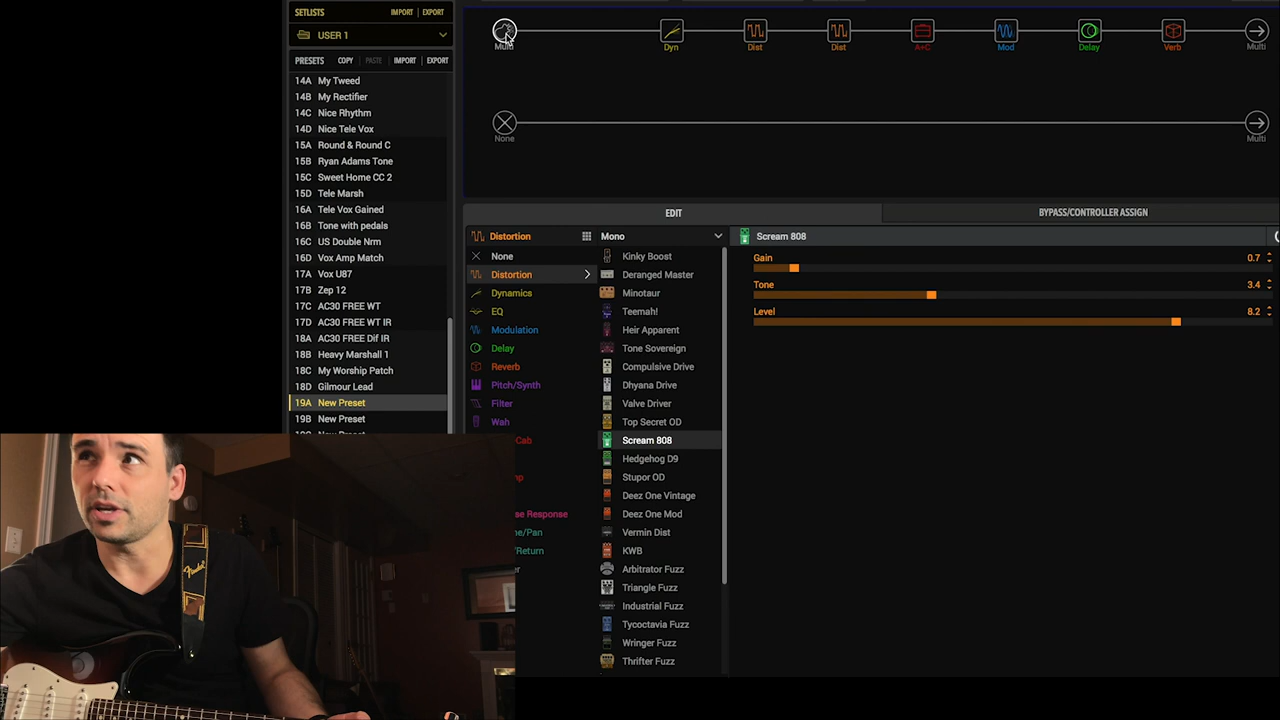 SETLISTS IMPORT EXPORT
USER 1
PRESETS COPY PASTE IMPORT EXPORT
14A My Tweed
14B My Rectifier
14C Nice Rhythm
14D Nice Tele Vox
15A Round & Round C
15B Ryan Adams Tone
15C Sweet Home CC 2
15D Tele Marsh
16A Tele Vox Gained
16B Tone with pedals
16C US Double Nrm
16D Vox Amp Match
17A Vox U87
17B Zep 12
17C AC30 FREE WT
17D AC30 FREE WT IR
18A AC30 FREE Dif IR
18B Heavy Marshall 1
18C My Worship Patch
18D Gilmour Lead
19A New Preset
19B New Preset
Multi Dyn Dist Dist A+C Mod Delay Verb Multi
None Multi
EDIT BYPASS/CONTROLLER ASSIGN
Distortion Mono
None
Distortion
Dynamics
EQ
Modulation
Delay
Reverb
Pitch/Synth
Filter
Wah
Cab
mp
se Response
e/Pan
/Return
Kinky Boost
Deranged Master
Minotaur
Teemah!
Heir Apparent
Tone Sovereign
Compulsive Drive
Dhyana Drive
Valve Driver
Top Secret OD
Scream 808
Hedgehog D9
Stupor OD
Deez One Vintage
Deez One Mod
Vermin Dist
KWB
Arbitrator Fuzz
Triangle Fuzz
Industrial Fuzz
Tycoctavia Fuzz
Wringer Fuzz
Thrifter Fuzz
Scream 808
Gain 0.7
Tone 3.4
Level 8.2
Fender